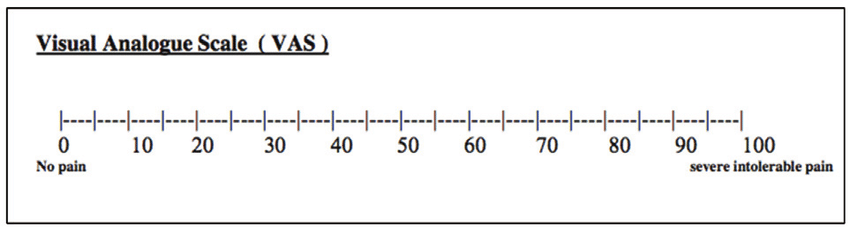 Visual Analogue Scale ( VAS )
|----|----|----|----|----|----|----|----|----|----|----|----|----|----|----|----|----|----|----|----|
0 10 20 30 40 50 60 70 80 90 100
No pain severe intolerable pain